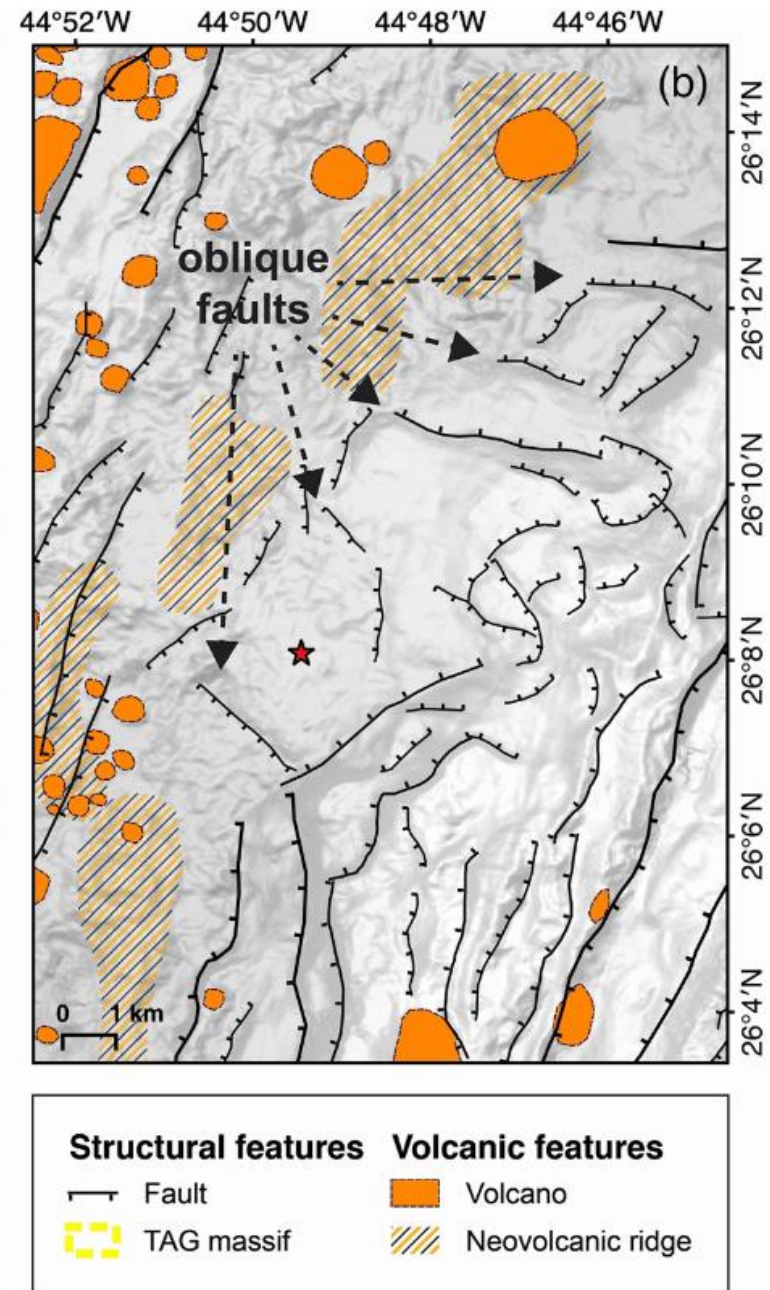 44°52′W 44°50′W 44°48′W 44°46′W
(b)
26°14′N
oblique
faults
26°12′N
26°10′N
26°8′N
26°6′N
26°4′N
0 1 km
Structural features Volcanic features
Fault Volcano
TAG massif Neovolcanic ridge